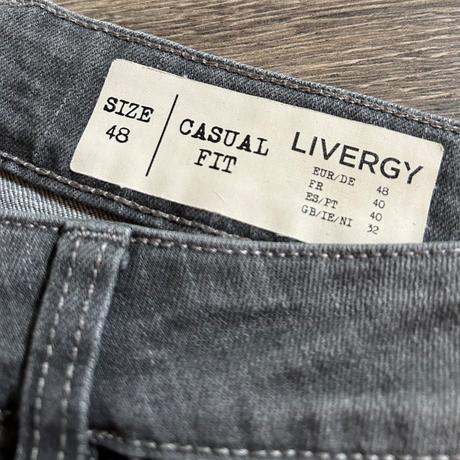 SIZE
48
CASUAL
FIT
LIVERGY
EUR/DE 48
FR 40
ES/PT 40
GB/IE/NI 32